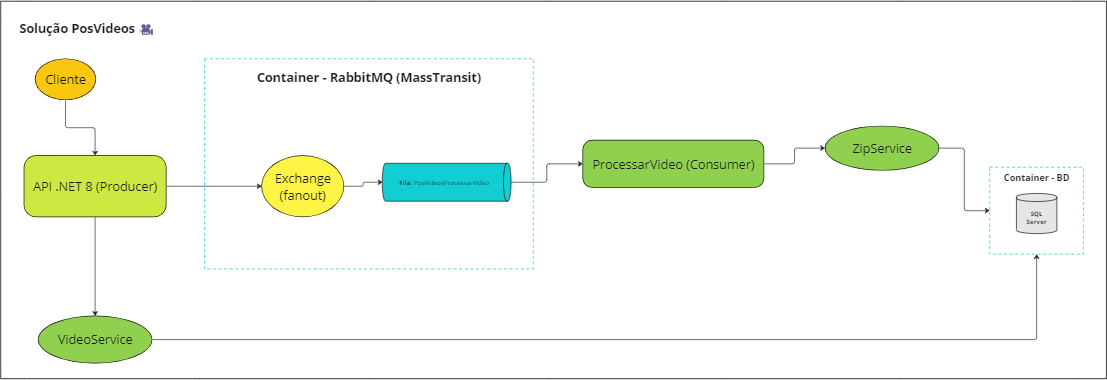 Solução PosVideos
Cliente
Container - RabbitMQ (MassTransit)
API .NET 8 (Producer)
Exchange
(fanout)
Fila: PosVideosProcessarVideo
ProcessarVideo (Consumer)
ZipService
Container - BD
SQL
Server
VideoService